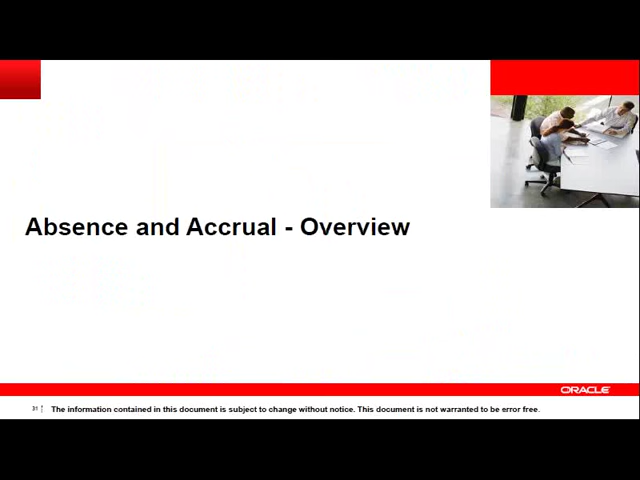 Absence and Accrual - Overview
ORACLE
31 The information contained in this document is subject to change without notice. This document is not warranted to be error free.